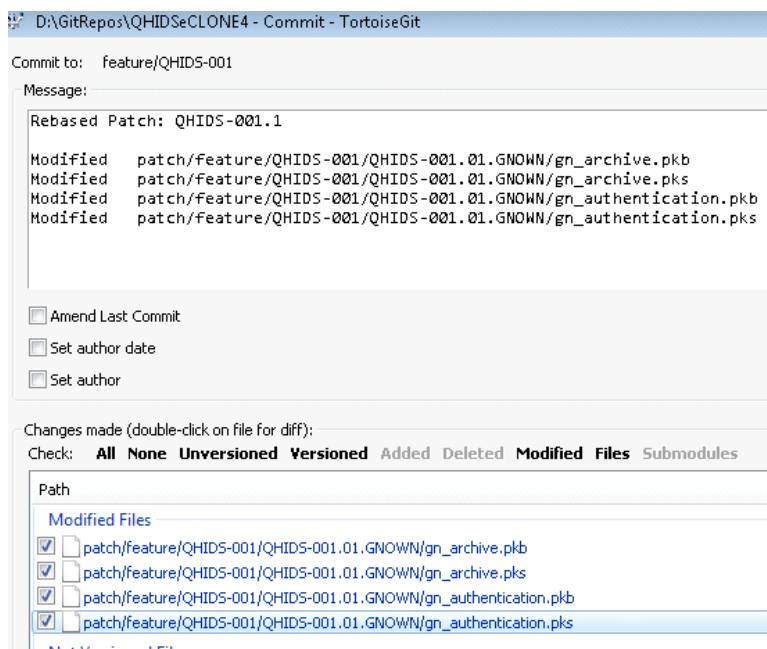 D:\GitRepos\QHIDSeCLONE4 - Commit - TortoiseGit
Commit to: feature/QHIDS-001
Message:
Rebased Patch: QHIDS-001.1
Modified patch/feature/QHIDS-001/QHIDS-001.01.GNOWN/gn_archive.pkb
Modified patch/feature/QHIDS-001/QHIDS-001.01.GNOWN/gn_archive.pks
Modified patch/feature/QHIDS-001/QHIDS-001.01.GNOWN/gn_authentication.pkb
Modified patch/feature/QHIDS-001/QHIDS-001.01.GNOWN/gn_authentication.pks
Amend Last Commit
Set author date
Set author
Changes made (double-click on file for diff):
Check: All None Unversioned Versioned Added Deleted Modified Files Submodules
Path
Modified Files
patch/feature/QHIDS-001/QHIDS-001.01.GNOWN/gn_archive.pkb
patch/feature/QHIDS-001/QHIDS-001.01.GNOWN/gn_archive.pks
patch/feature/QHIDS-001/QHIDS-001.01.GNOWN/gn_authentication.pkb
patch/feature/QHIDS-001/QHIDS-001.01.GNOWN/gn_authentication.pks